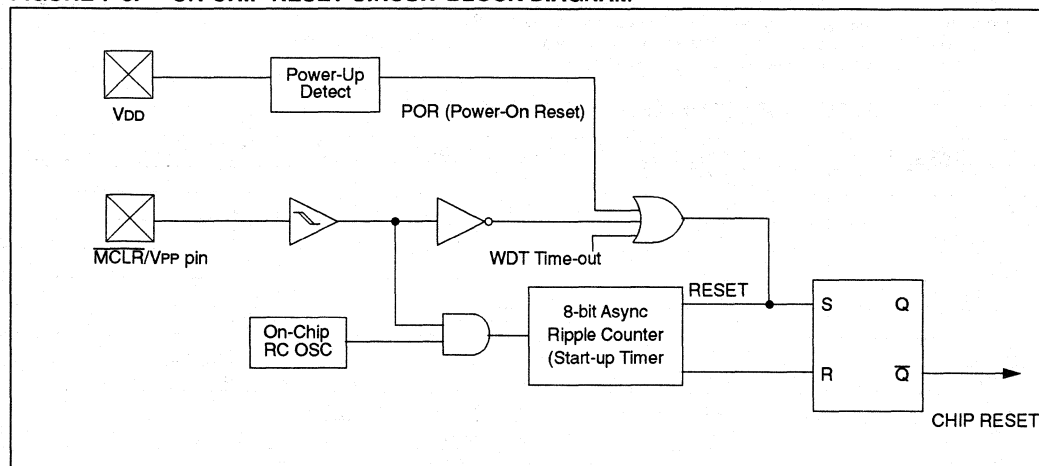 Power-Up
Detect
VDD
POR (Power-On Reset)
MCLR/VPP pin
WDT Time-out
RESET
On-Chip
RC OSC
8-bit Async
Ripple Counter
(Start-up Timer
S
Q
R
Q
CHIP RESET